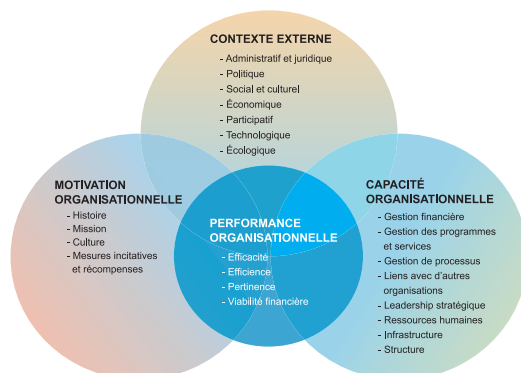 CONTEXTE EXTERNE
- Administratif et juridique
- Politique
- Social et culturel
- Économique
- Participatif
- Technologique
- Écologique
MOTIVATION
ORGANISATIONNELLE
- Histoire
- Mission
- Culture
- Mesures incitatives
et récompenses
PERFORMANCE
ORGANISATIONNELLE
- Efficacité
- Efficience
- Pertinence
- Viabilité financière
CAPACITÉ
ORGANISATIONNELLE
- Gestion financière
- Gestion des programmes
et services
- Gestion de processus
- Liens avec d'autres
organisations
- Leadership stratégique
- Ressources humaines
- Infrastructure
- Structure